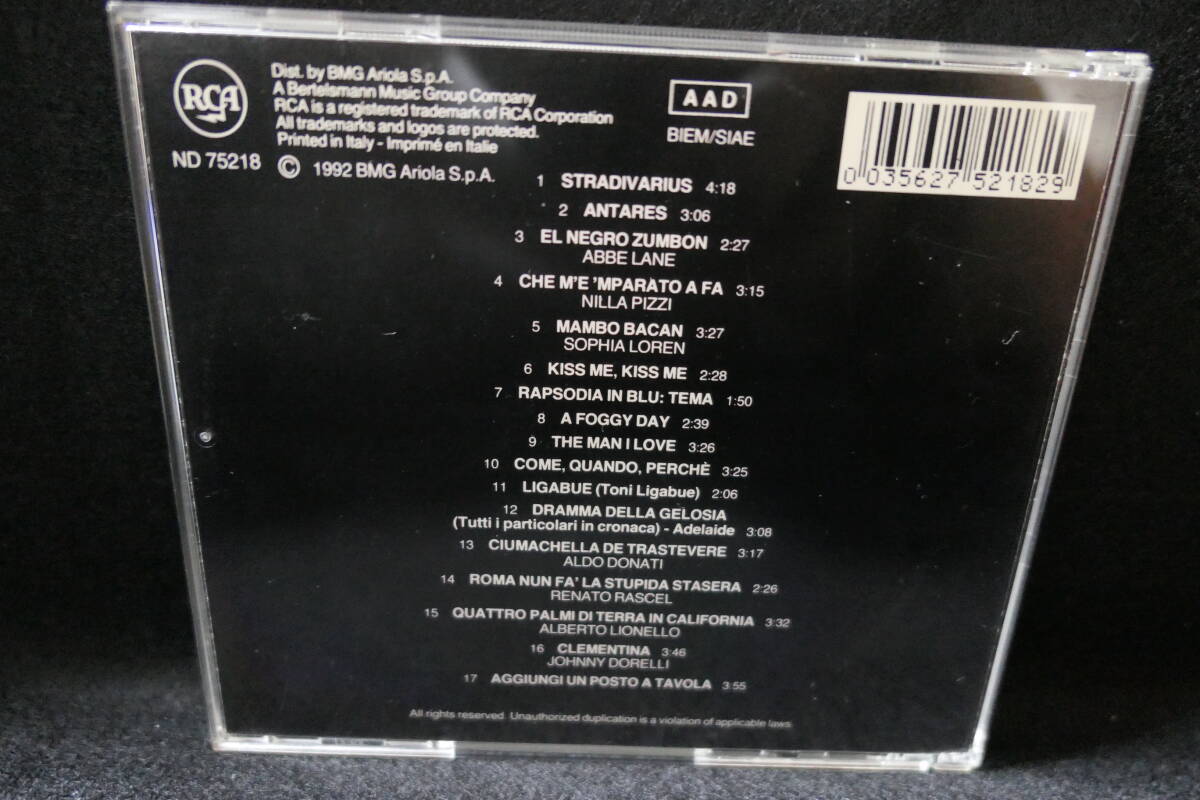 RCA
Dist. by BMG Ariola S.p.A.
A Bertelsmann Music Group Company
RCA is a registered trademark of RCA Corporation
All trademarks and logos are protected.
Printed in Italy - Imprimé en Italie
ND 75218 © 1992 BMG Ariola S.p.A.
AAD
BIEM/SIAE
0 035627 521829
1 STRADIVARIUS 4:18
2 ANTARES 3:06
3 EL NEGRO ZUMBON 2:27
ABBE LANE
4 CHE M'E 'MPARATO A FA 3:15
NILLA PIZZI
5 MAMBO BACAN 3:27
SOPHIA LOREN
6 KISS ME, KISS ME 2:28
7 RAPSODIA IN BLU: TEMA 1:50
8 A FOGGY DAY 2:39
9 THE MAN I LOVE 3:26
10 COME, QUANDO, PERCHÈ 3:25
11 LIGABUE (Toni Ligabue) 2:06
12 DRAMMA DELLA GELOSIA
(Tutti i particolari in cronaca) - Adelaide 3:08
13 CIUMACHELLA DE TRASTEVERE 3:17
ALDO DONATI
14 ROMA NUN FA' LA STUPIDA STASERA 2:26
RENATO RASCEL
15 QUATTRO PALMI DI TERRA IN CALIFORNIA 3:32
ALBERTO LIONELLO
16 CLEMENTINA 3:46
JOHNNY DORELLI
17 AGGIUNGI UN POSTO A TAVOLA 3:55
All rights reserved. Unauthorized duplication is a violation of applicable laws